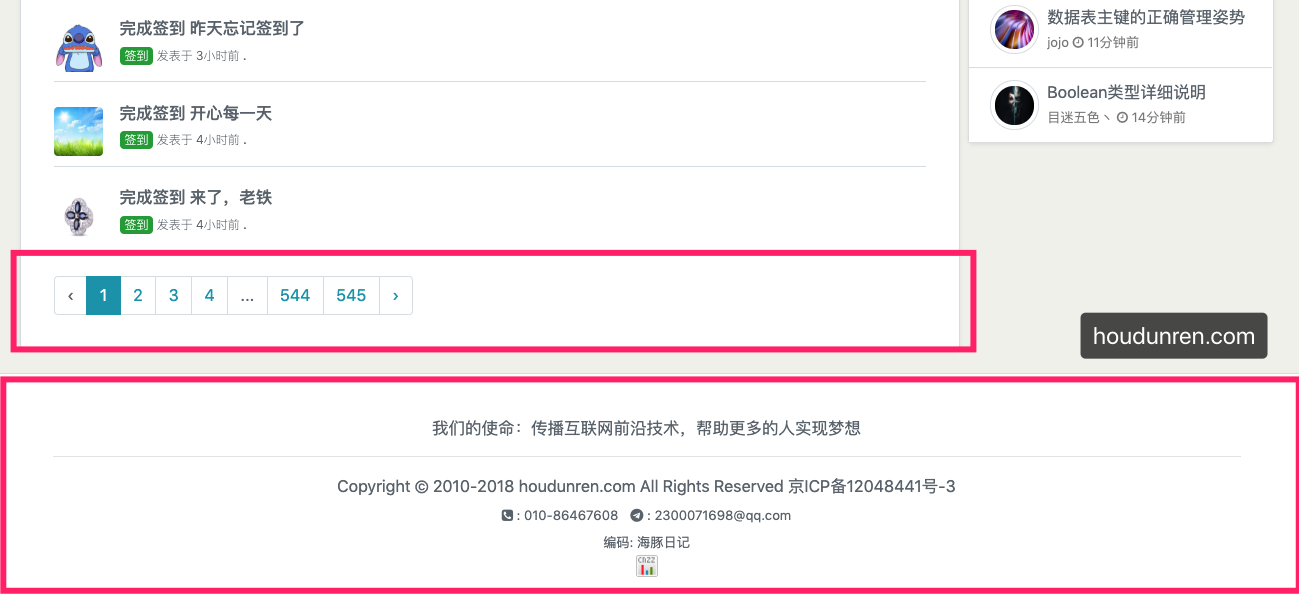 完成签到 昨天忘记签到了
签到 发表于 3小时前 .
完成签到 开心每一天
签到 发表于 4小时前 .
完成签到 来了，老铁
签到 发表于 4小时前 .
‹ 1 2 3 4 ... 544 545 ›
数据表主键的正确管理姿势
jojo 11分钟前
Boolean类型详细说明
目迷五色丶 14分钟前
houdunren.com
我们的使命：传播互联网前沿技术，帮助更多的人实现梦想
Copyright © 2010-2018 houdunren.com All Rights Reserved 京ICP备12048441号-3
: 010-86467608 : 2300071698@qq.com
编码: 海豚日记
CNZZ